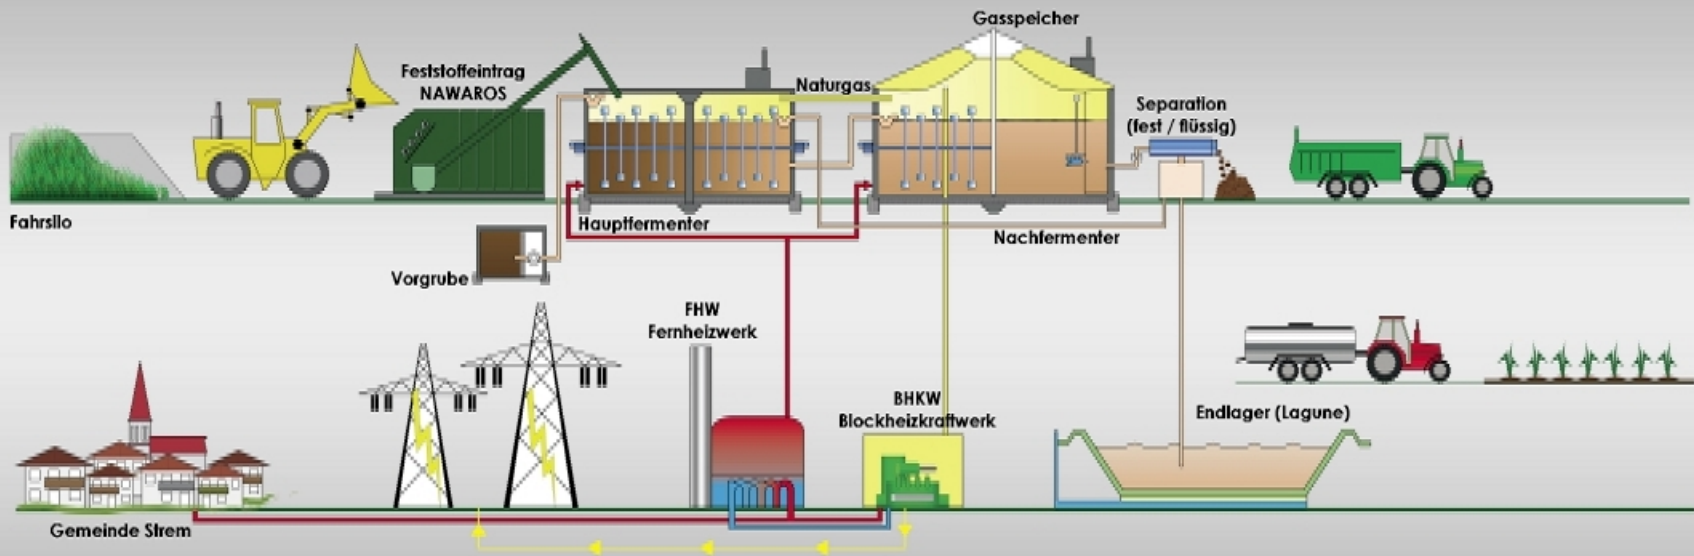 Gasspeicher
Feststoffeintrag
NAWAROS
Naturgas
Separation
(fest / flüssig)
Fahrsilo
Hauptfermenter
Nachfermenter
Vorgrube
FHW
Fernheizwerk
BHKW
Blockheizkraftwerk
Endlager (Lagune)
Gemeinde Strem